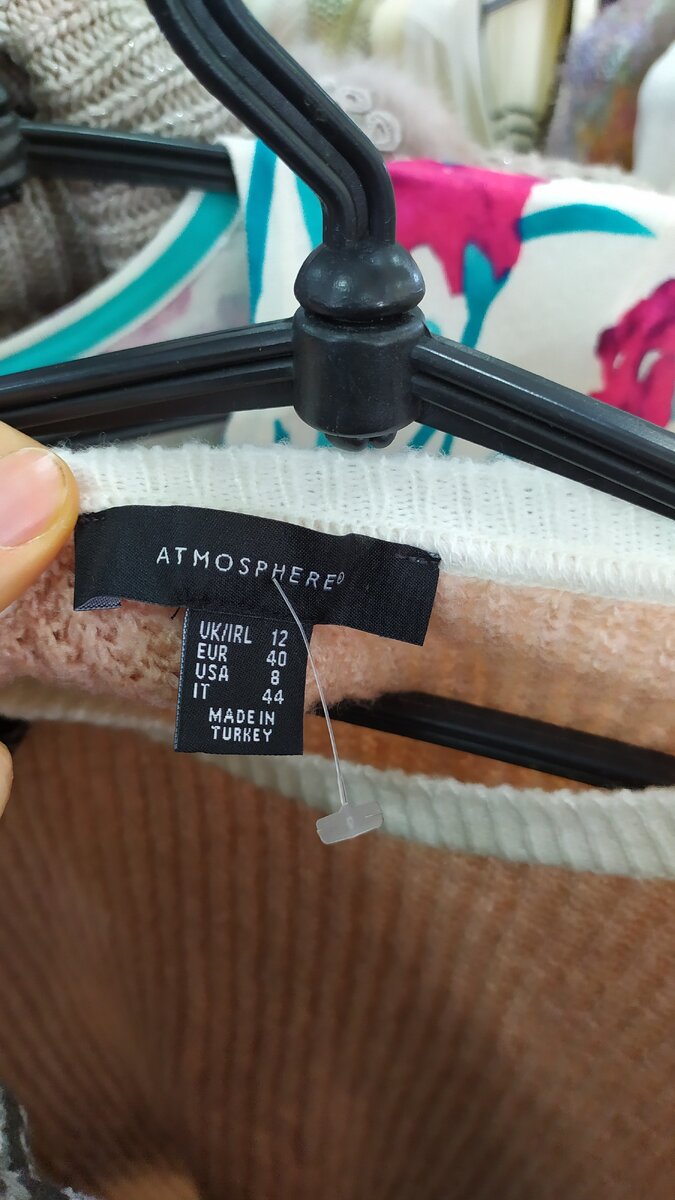 ATMOSPHERE®
UK/IRL 12
EUR 40
USA 8
IT 44
MADE IN
TURKEY